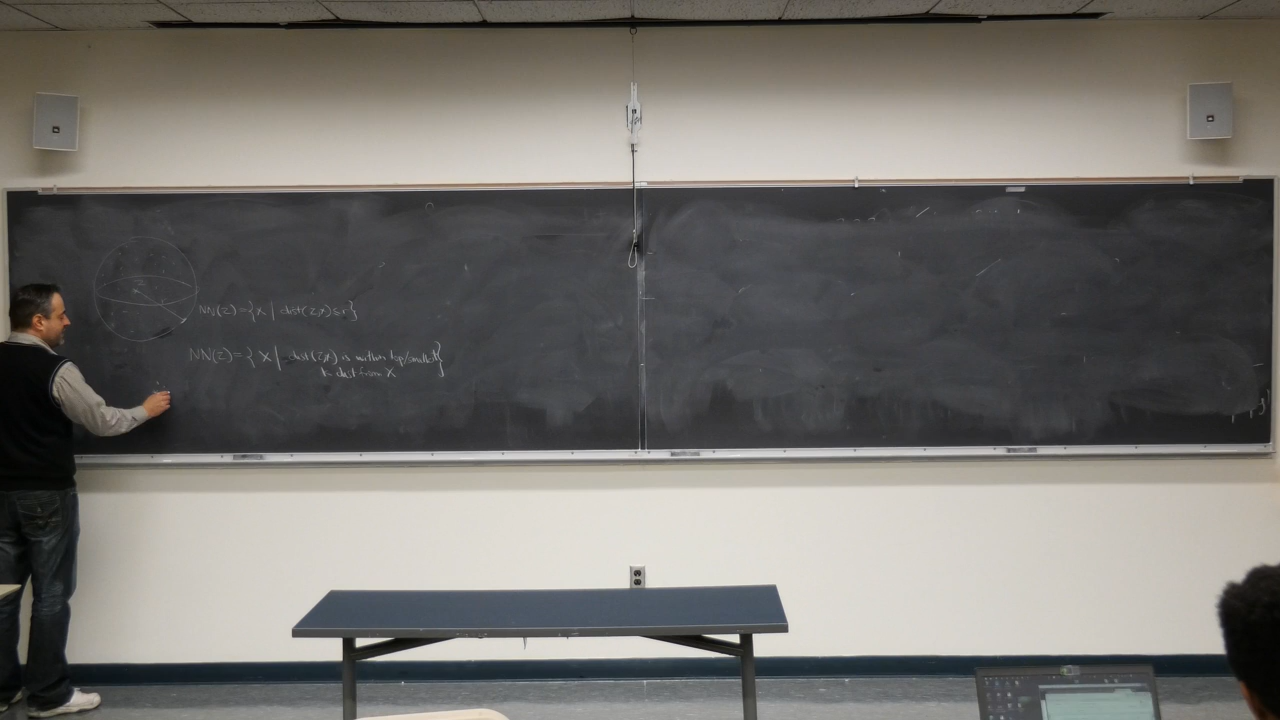 NN(z) = { x | dist(z,x) ≤ r }
NN(z) = { x | dist(z,x) is within top/smallest
k dist from x }